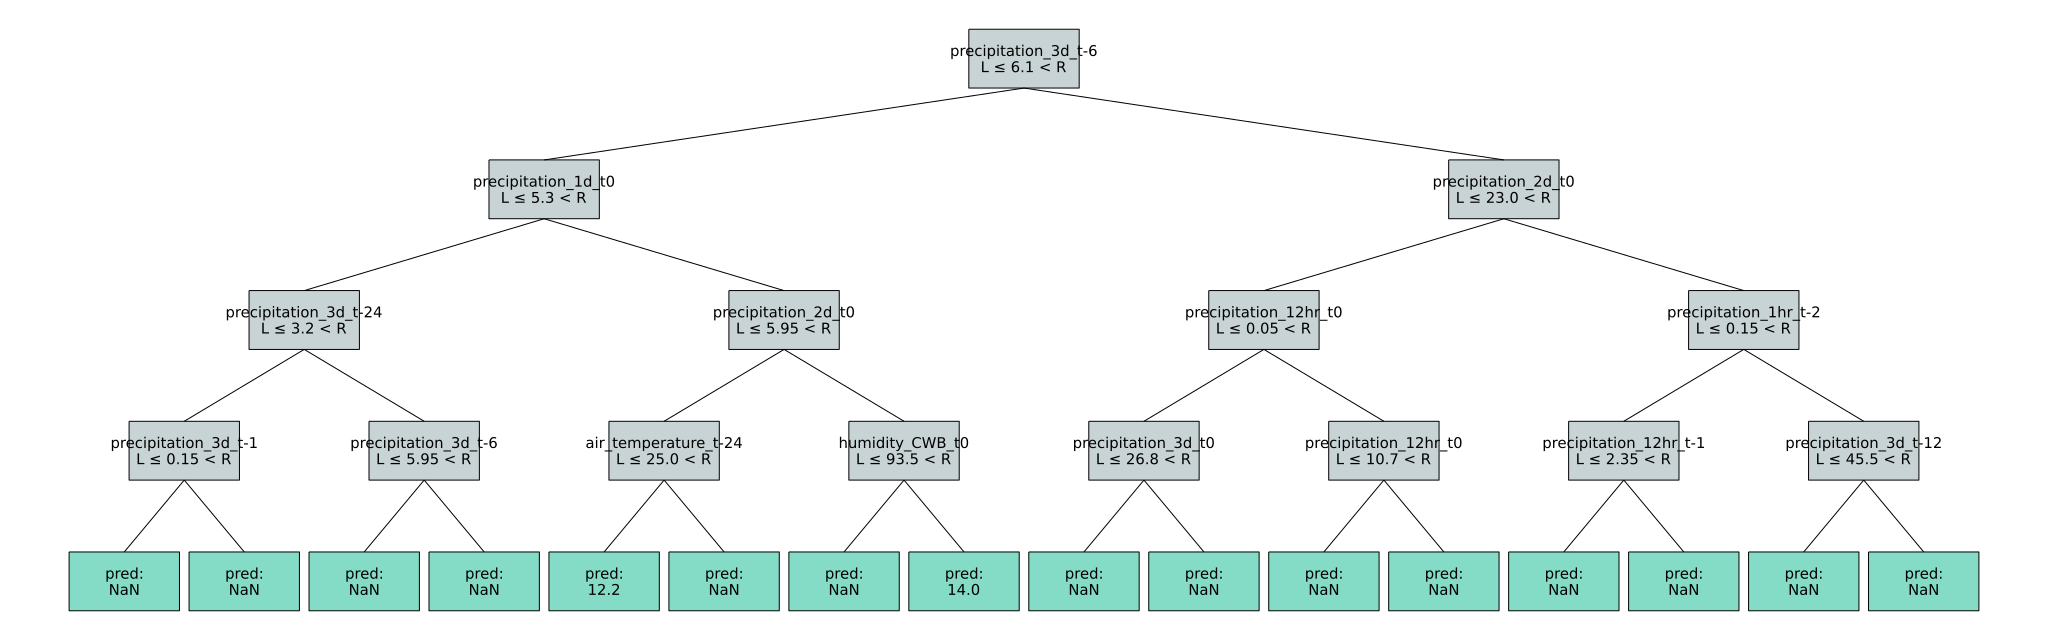 precipitation_3d_t-6
L ≤ 6.1 < R
precipitation_1d_t0
L ≤ 5.3 < R
precipitation_2d_t0
L ≤ 23.0 < R
precipitation_3d_t-24
L ≤ 3.2 < R
precipitation_2d_t0
L ≤ 5.95 < R
precipitation_12hr_t0
L ≤ 0.05 < R
precipitation_1hr_t-2
L ≤ 0.15 < R
precipitation_3d_t-1
L ≤ 0.15 < R
precipitation_3d_t-6
L ≤ 5.95 < R
air_temperature_t-24
L ≤ 25.0 < R
humidity_CWB_t0
L ≤ 93.5 < R
precipitation_3d_t0
L ≤ 26.8 < R
precipitation_12hr_t0
L ≤ 10.7 < R
precipitation_12hr_t-1
L ≤ 2.35 < R
precipitation_3d_t-12
L ≤ 45.5 < R
pred:
NaN
pred:
NaN
pred:
NaN
pred:
NaN
pred:
12.2
pred:
NaN
pred:
NaN
pred:
14.0
pred:
NaN
pred:
NaN
pred:
NaN
pred:
NaN
pred:
NaN
pred:
NaN
pred:
NaN
pred:
NaN